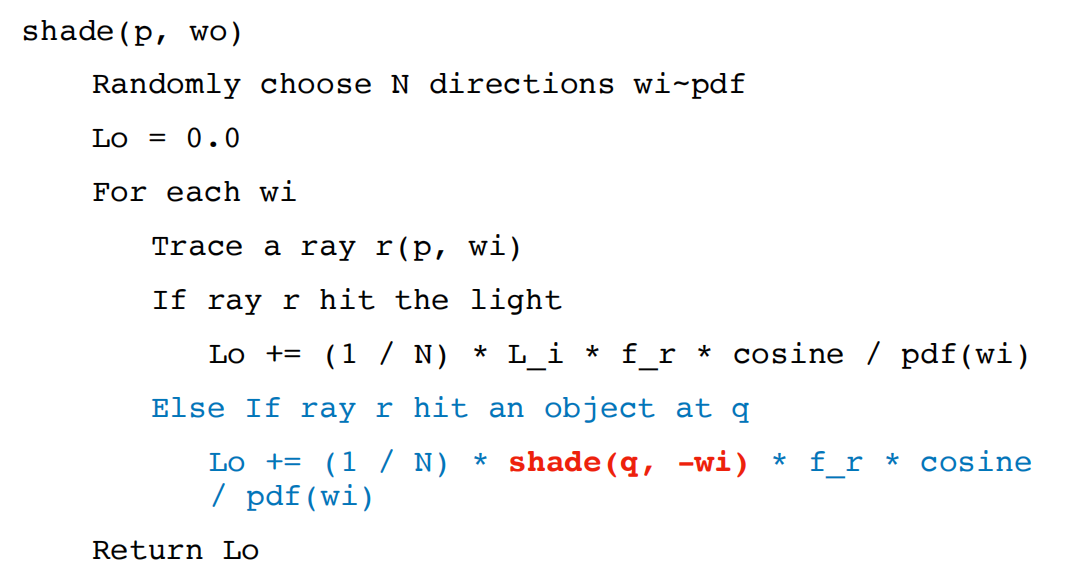 shade(p, wo)
Randomly choose N directions wi~pdf
Lo = 0.0
For each wi
Trace a ray r(p, wi)
If ray r hit the light
Lo += (1 / N) * L_i * f_r * cosine / pdf(wi)
Else If ray r hit an object at q
Lo += (1 / N) * shade(q, -wi) * f_r * cosine
/ pdf(wi)
Return Lo